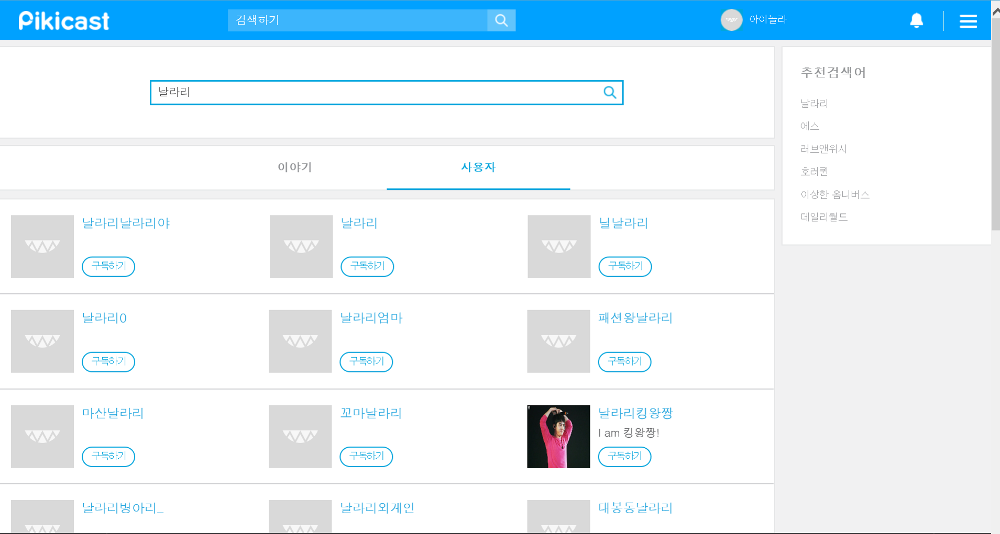 Pikicast
검색하기
아이놀라
날라리
추천검색어
날라리
에스
러브앤위시
호러퀸
이상한 옴니버스
데일리월드
이야기
사용자
날라리날라리야
구독하기
날라리
구독하기
닐날라리
구독하기
날라리0
구독하기
날라리엄마
구독하기
패션왕날라리
구독하기
마산날라리
구독하기
꼬마날라리
구독하기
날라리킹왕짱
I am 킹왕짱!
구독하기
날라리병아리_
날라리외계인
대봉동날라리